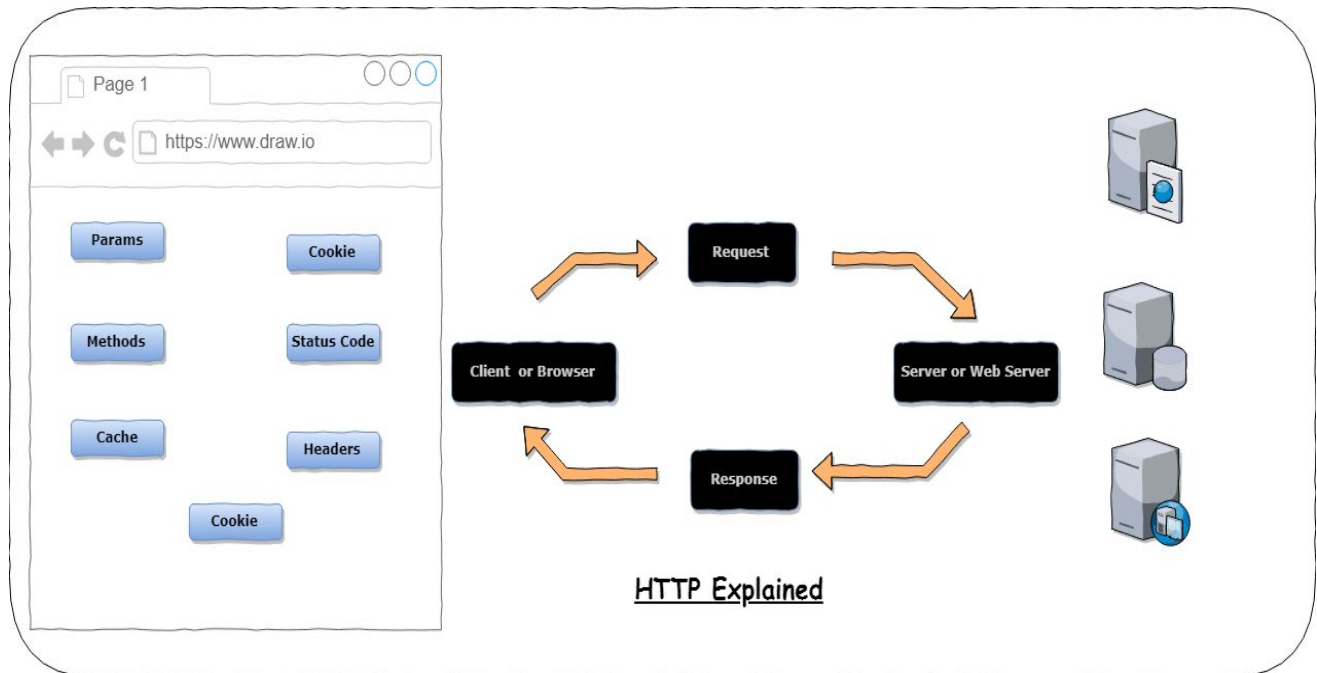 Page 1
https://www.draw.io
Params
Cookie
Methods
Status Code
Cache
Headers
Cookie
Request
Client or Browser
Server or Web Server
Response
HTTP Explained